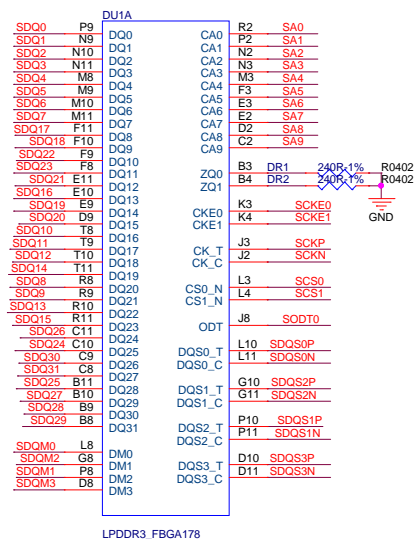 DU1A
SDQ0 P9 DQ0 CA0 R2 SA0
SDQ1 N9 DQ1 CA1 P2 SA1
SDQ2 N10 DQ2 CA2 N2 SA2
SDQ3 N11 DQ3 CA3 N3 SA3
SDQ4 M8 DQ4 CA4 M3 SA4
SDQ5 M9 DQ5 CA5 F3 SA5
SDQ6 M10 DQ6 CA6 E3 SA6
SDQ7 M11 DQ7 CA7 E2 SA7
SDQ17 F11 DQ8 CA8 D2 SA8
SDQ18 F10 DQ9 CA9 C2 SA9
SDQ22 F9 DQ10
SDQ23 F8 DQ11 ZQ0 B3 DR1 240R-1% R0402
SDQ21 E11 DQ12 ZQ1 B4 DR2 240R-1% R0402
SDQ16 E10 DQ13
SDQ19 E9 DQ14 CKE0 K3 SCKE0
SDQ20 D9 DQ15 CKE1 K4 SCKE1
GND
SDQ10 T8 DQ16
SDQ11 T9 DQ17 CK_T J3 SCKP
SDQ12 T10 DQ18 CK_C J2 SCKN
SDQ14 T11 DQ19
SDQ8 R8 DQ20 CS0_N L3 SCS0
SDQ9 R9 DQ21 CS1_N L4 SCS1
SDQ13 R10 DQ22
SDQ15 R11 DQ23 ODT J8 SODT0
SDQ26 C11 DQ24
SDQ24 C10 DQ25 DQS0_T L10 SDQS0P
SDQ30 C9 DQ26 DQS0_C L11 SDQS0N
SDQ31 C8 DQ27
SDQ25 B11 DQ28 DQS1_T G10 SDQS2P
SDQ27 B10 DQ29 DQS1_C G11 SDQS2N
SDQ28 B9 DQ30
SDQ29 B8 DQ31 DQS2_T P10 SDQS1P
DQS2_C P11 SDQS1N
SDQM0 L8 DM0
SDQM2 G8 DM1 DQS3_T D10 SDQS3P
SDQM1 P8 DM2 DQS3_C D11 SDQS3N
SDQM3 D8 DM3
LPDDR3_FBGA178